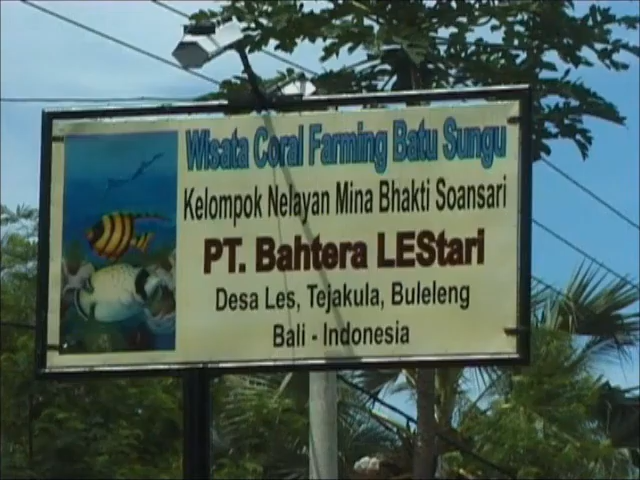 Wisata Coral Farming Batu Sungu
Kelompok Nelayan Mina Bhakti Soansari
PT. Bahtera LEStari
Desa Les, Tejakula, Buleleng
Bali - Indonesia